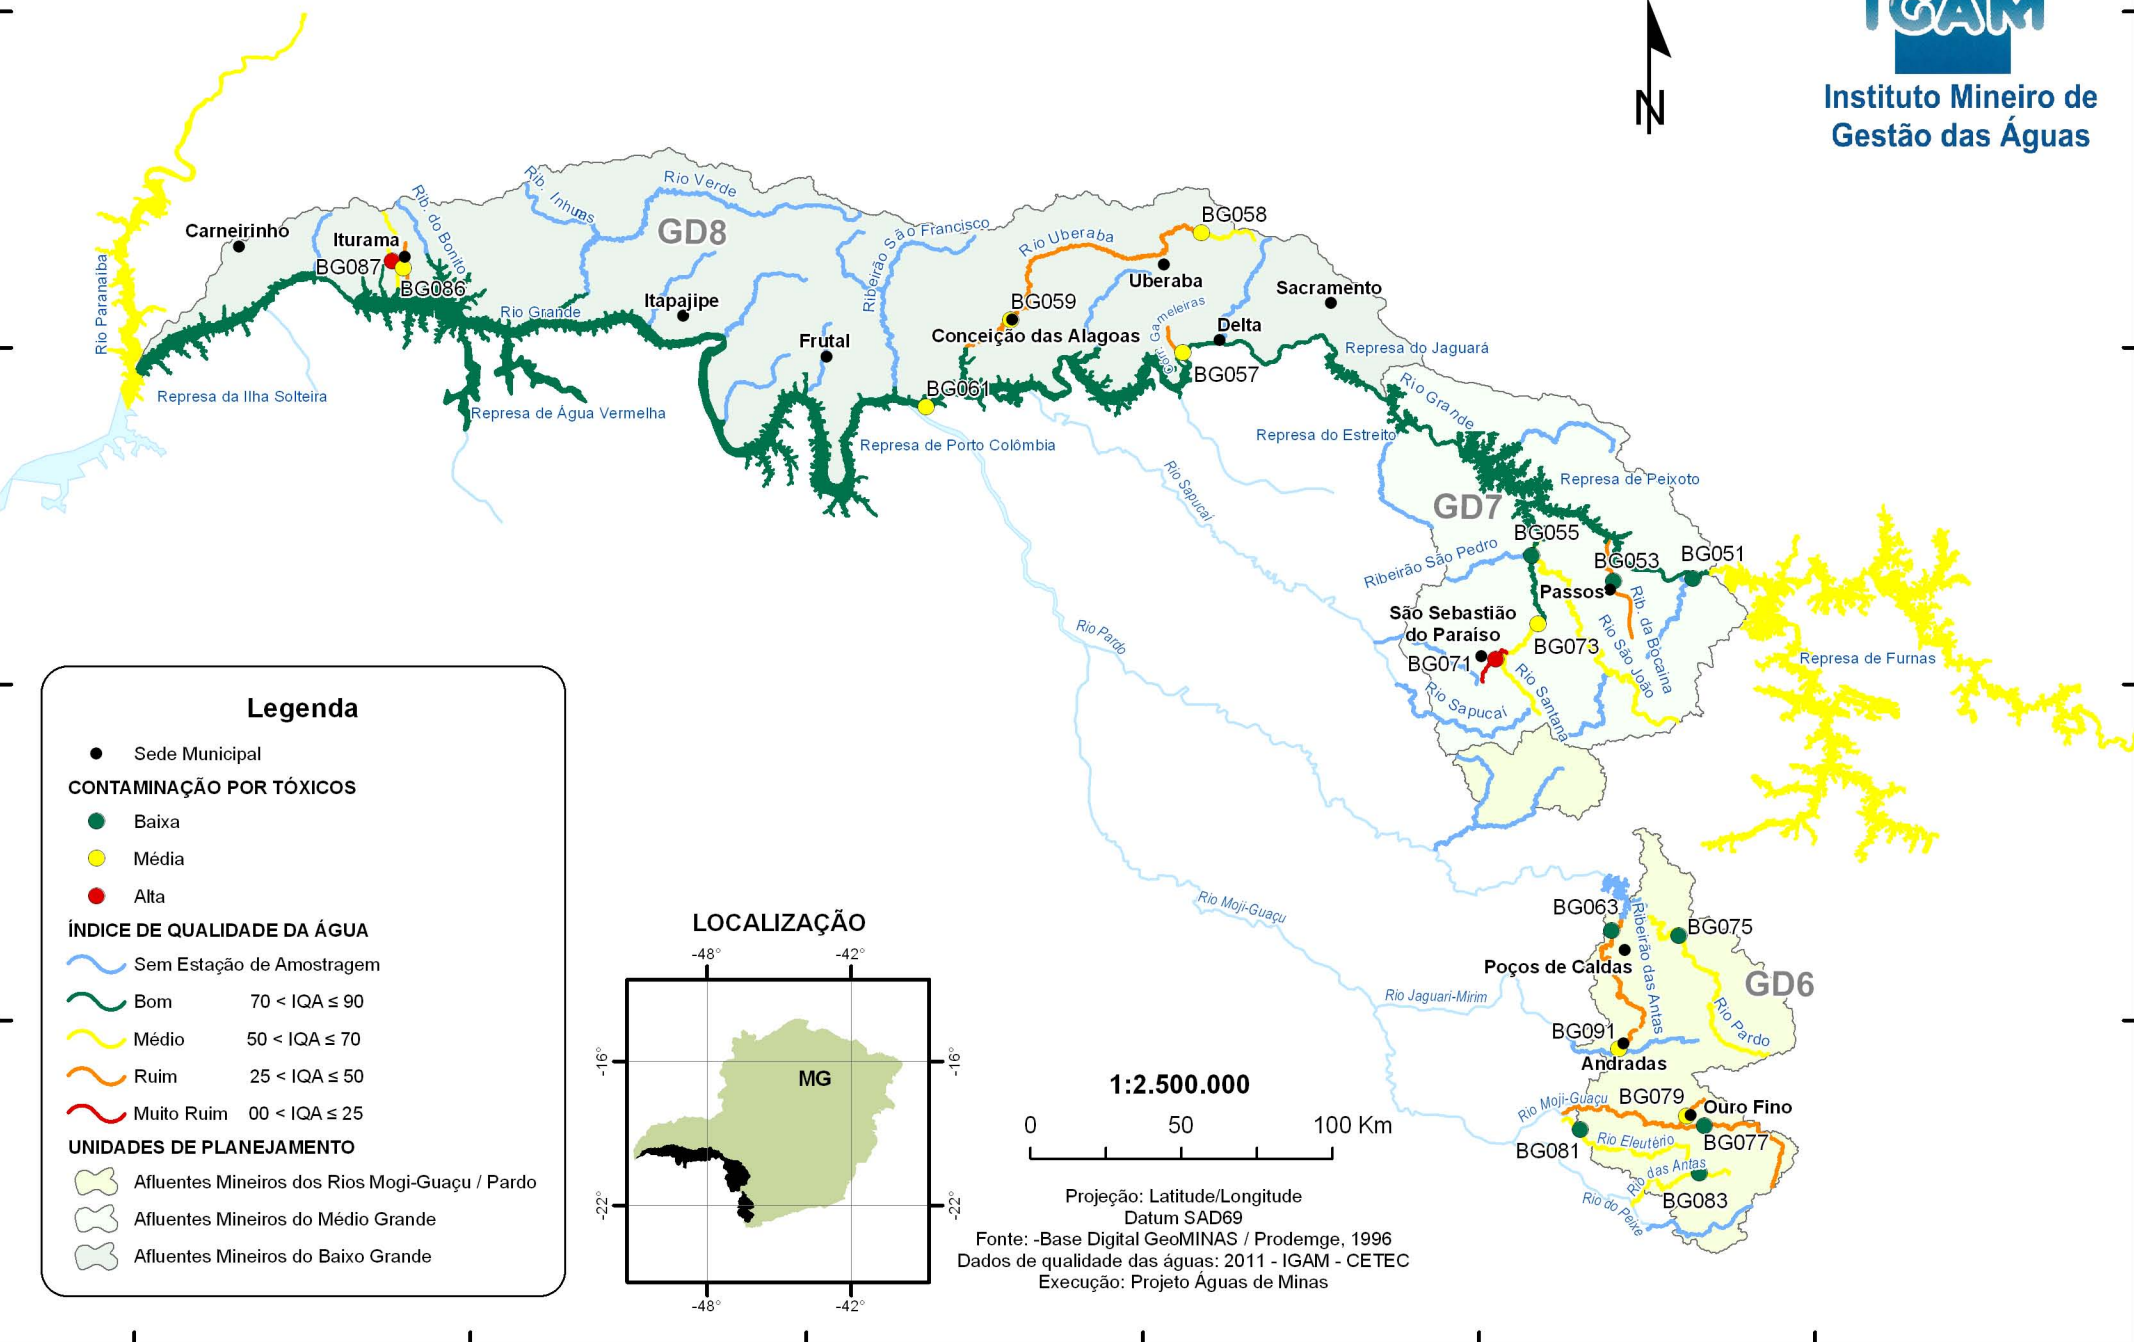 IGAM
Instituto Mineiro de
Gestão das Águas
N
Rio Paranaíba
Carneirinho
Iturama
BG087
BG086
Rib. do Bonito
Rib. Inhumas
Rio Verde
GD8
Rio Grande
Itapajipe
Frutal
Ribeirão São Francisco
Rio Uberaba
BG058
Uberaba
BG059
Conceição das Alagoas
Gameleiras
Delta
Sacramento
BG057
BG061
Represa da Ilha Solteira
Represa de Água Vermelha
Represa de Porto Colômbia
Represa do Jaguará
Rio Grande
Represa do Estreito
Rio Sapucaí
Represa de Peixoto
GD7
BG055
BG053
BG051
Ribeirão São Pedro
Passos
São Sebastião
do Paraíso
BG073
BG071
Rib. da Bocaina
Rio São João
Rio Santana
Rio Sapucaí
Represa de Furnas
Rio Pardo
Rio Moji-Guaçu
BG063
BG075
Ribeirão das Antas
Poços de Caldas
GD6
Rio Jaguari-Mirim
Rio Pardo
BG091
Andradas
BG079
Ouro Fino
Rio Moji-Guaçu
BG077
BG081
Rio Eleutério
Rio das Antas
BG083
Rio do Peixe
Legenda
Sede Municipal
CONTAMINAÇÃO POR TÓXICOS
Baixa
Média
Alta
ÍNDICE DE QUALIDADE DA ÁGUA
Sem Estação de Amostragem
Bom 70 < IQA ≤ 90
Médio 50 < IQA ≤ 70
Ruim 25 < IQA ≤ 50
Muito Ruim 00 < IQA ≤ 25
UNIDADES DE PLANEJAMENTO
Afluentes Mineiros dos Rios Mogi-Guaçu / Pardo
Afluentes Mineiros do Médio Grande
Afluentes Mineiros do Baixo Grande
LOCALIZAÇÃO
-48° -42°
-16° -16°
MG
-22° -22°
-48° -42°
1:2.500.000
0 50 100 Km
Projeção: Latitude/Longitude
Datum SAD69
Fonte: -Base Digital GeoMINAS / Prodemge, 1996
Dados de qualidade das águas: 2011 - IGAM - CETEC
Execução: Projeto Águas de Minas